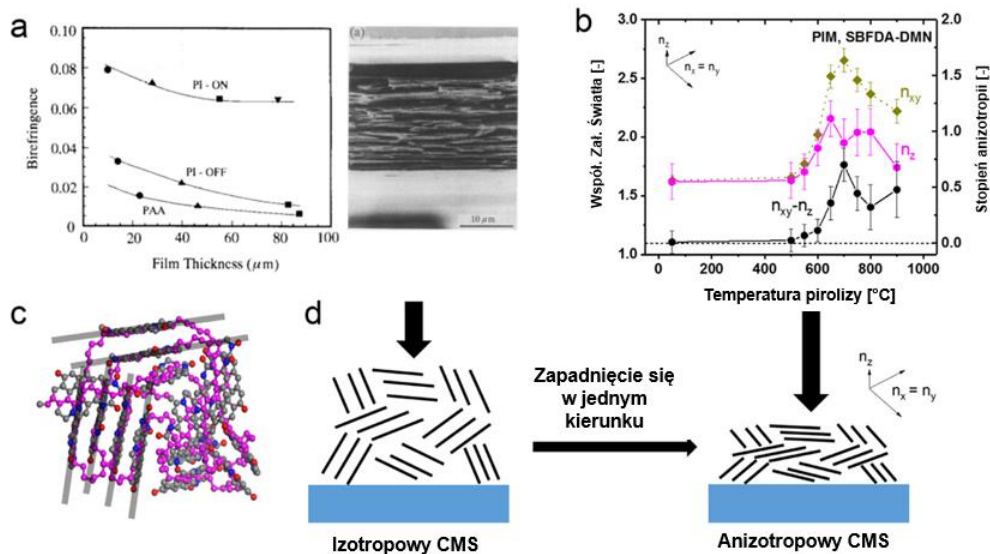 a
0.10
0.08
0.06
0.04
0.02
0.00
Birefringence
PI - ON
PI - OFF
PAA
0 20 40 60 80 100
Film Thickness (μm)
(a)
10 μm
b
3.0
2.5
2.0
1.5
1.0
Współ. Zał. Światła [-]
PIM, SBFDA-DMN
n_z
n_x = n_y
n_xy
n_z
n_xy-n_z
2.0
1.5
1.0
0.5
0.0
Stopień anizotropii [-]
0 200 400 600 800 1000
Temperatura pirolizy [°C]
c
d
Zapadnięcie się
w jednym
kierunku
n_z
n_x = n_y
Izotropowy CMS
Anizotropowy CMS